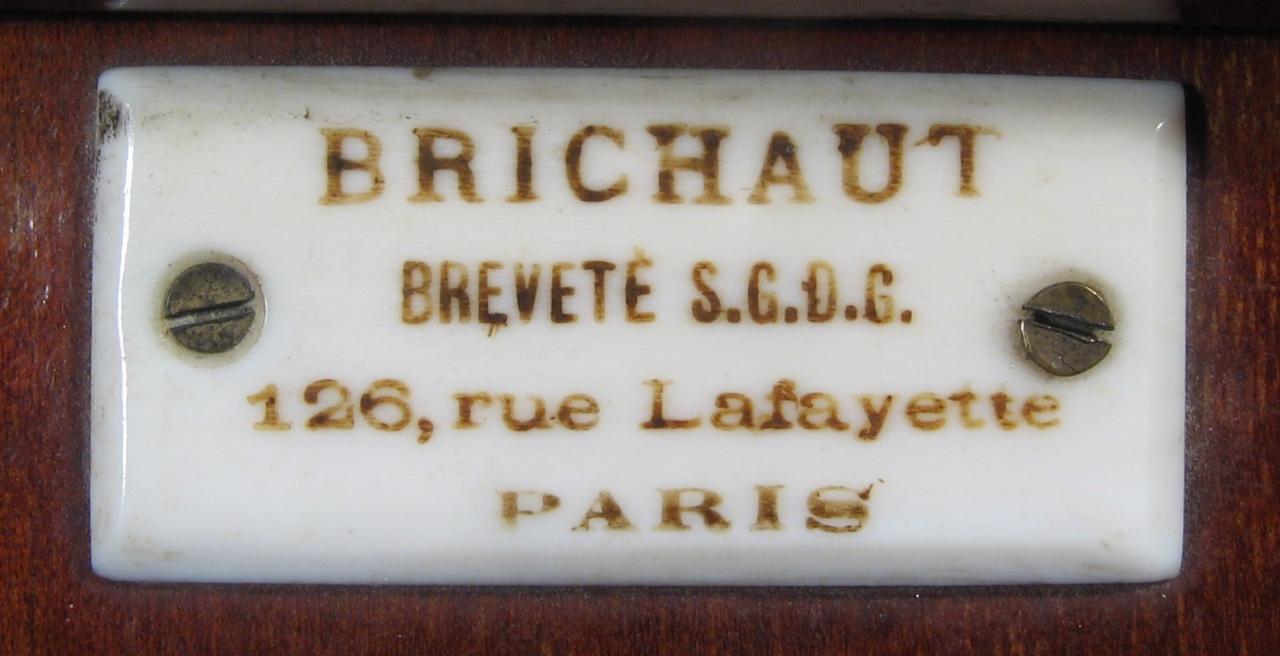 BRICHAUT
BREVETÉ S.G.D.G.
126, rue Lafayette
PARIS